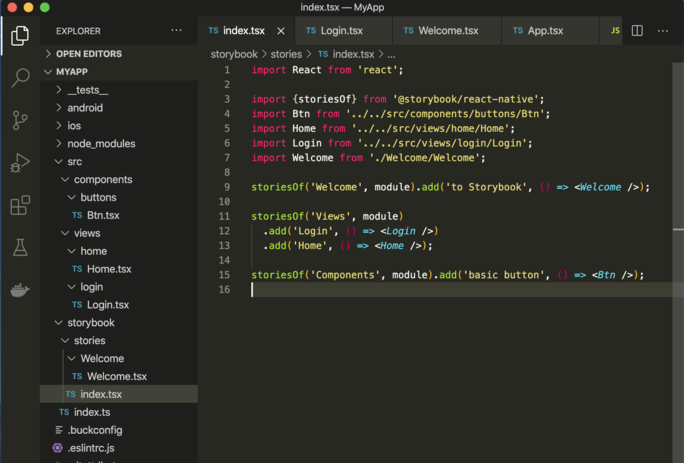 index.tsx — MyApp
EXPLORER
OPEN EDITORS
MYAPP
__tests__
android
ios
node_modules
src
components
buttons
TS Btn.tsx
views
home
TS Home.tsx
login
TS Login.tsx
storybook
stories
Welcome
TS Welcome.tsx
TS index.tsx
TS index.ts
.buckconfig
.eslintrc.js
TS index.tsx
TS Login.tsx
TS Welcome.tsx
TS App.tsx
JS
storybook > stories > TS index.tsx > ...
1 import React from 'react';
2
3 import {storiesOf} from '@storybook/react-native';
4 import Btn from '../../src/components/buttons/Btn';
5 import Home from '../../src/views/home/Home';
6 import Login from '../../src/views/login/Login';
7 import Welcome from './Welcome/Welcome';
8
9 storiesOf('Welcome', module).add('to Storybook', () => <Welcome />);
10
11 storiesOf('Views', module)
12 .add('Login', () => <Login />)
13 .add('Home', () => <Home />);
14
15 storiesOf('Components', module).add('basic button', () => <Btn />);
16